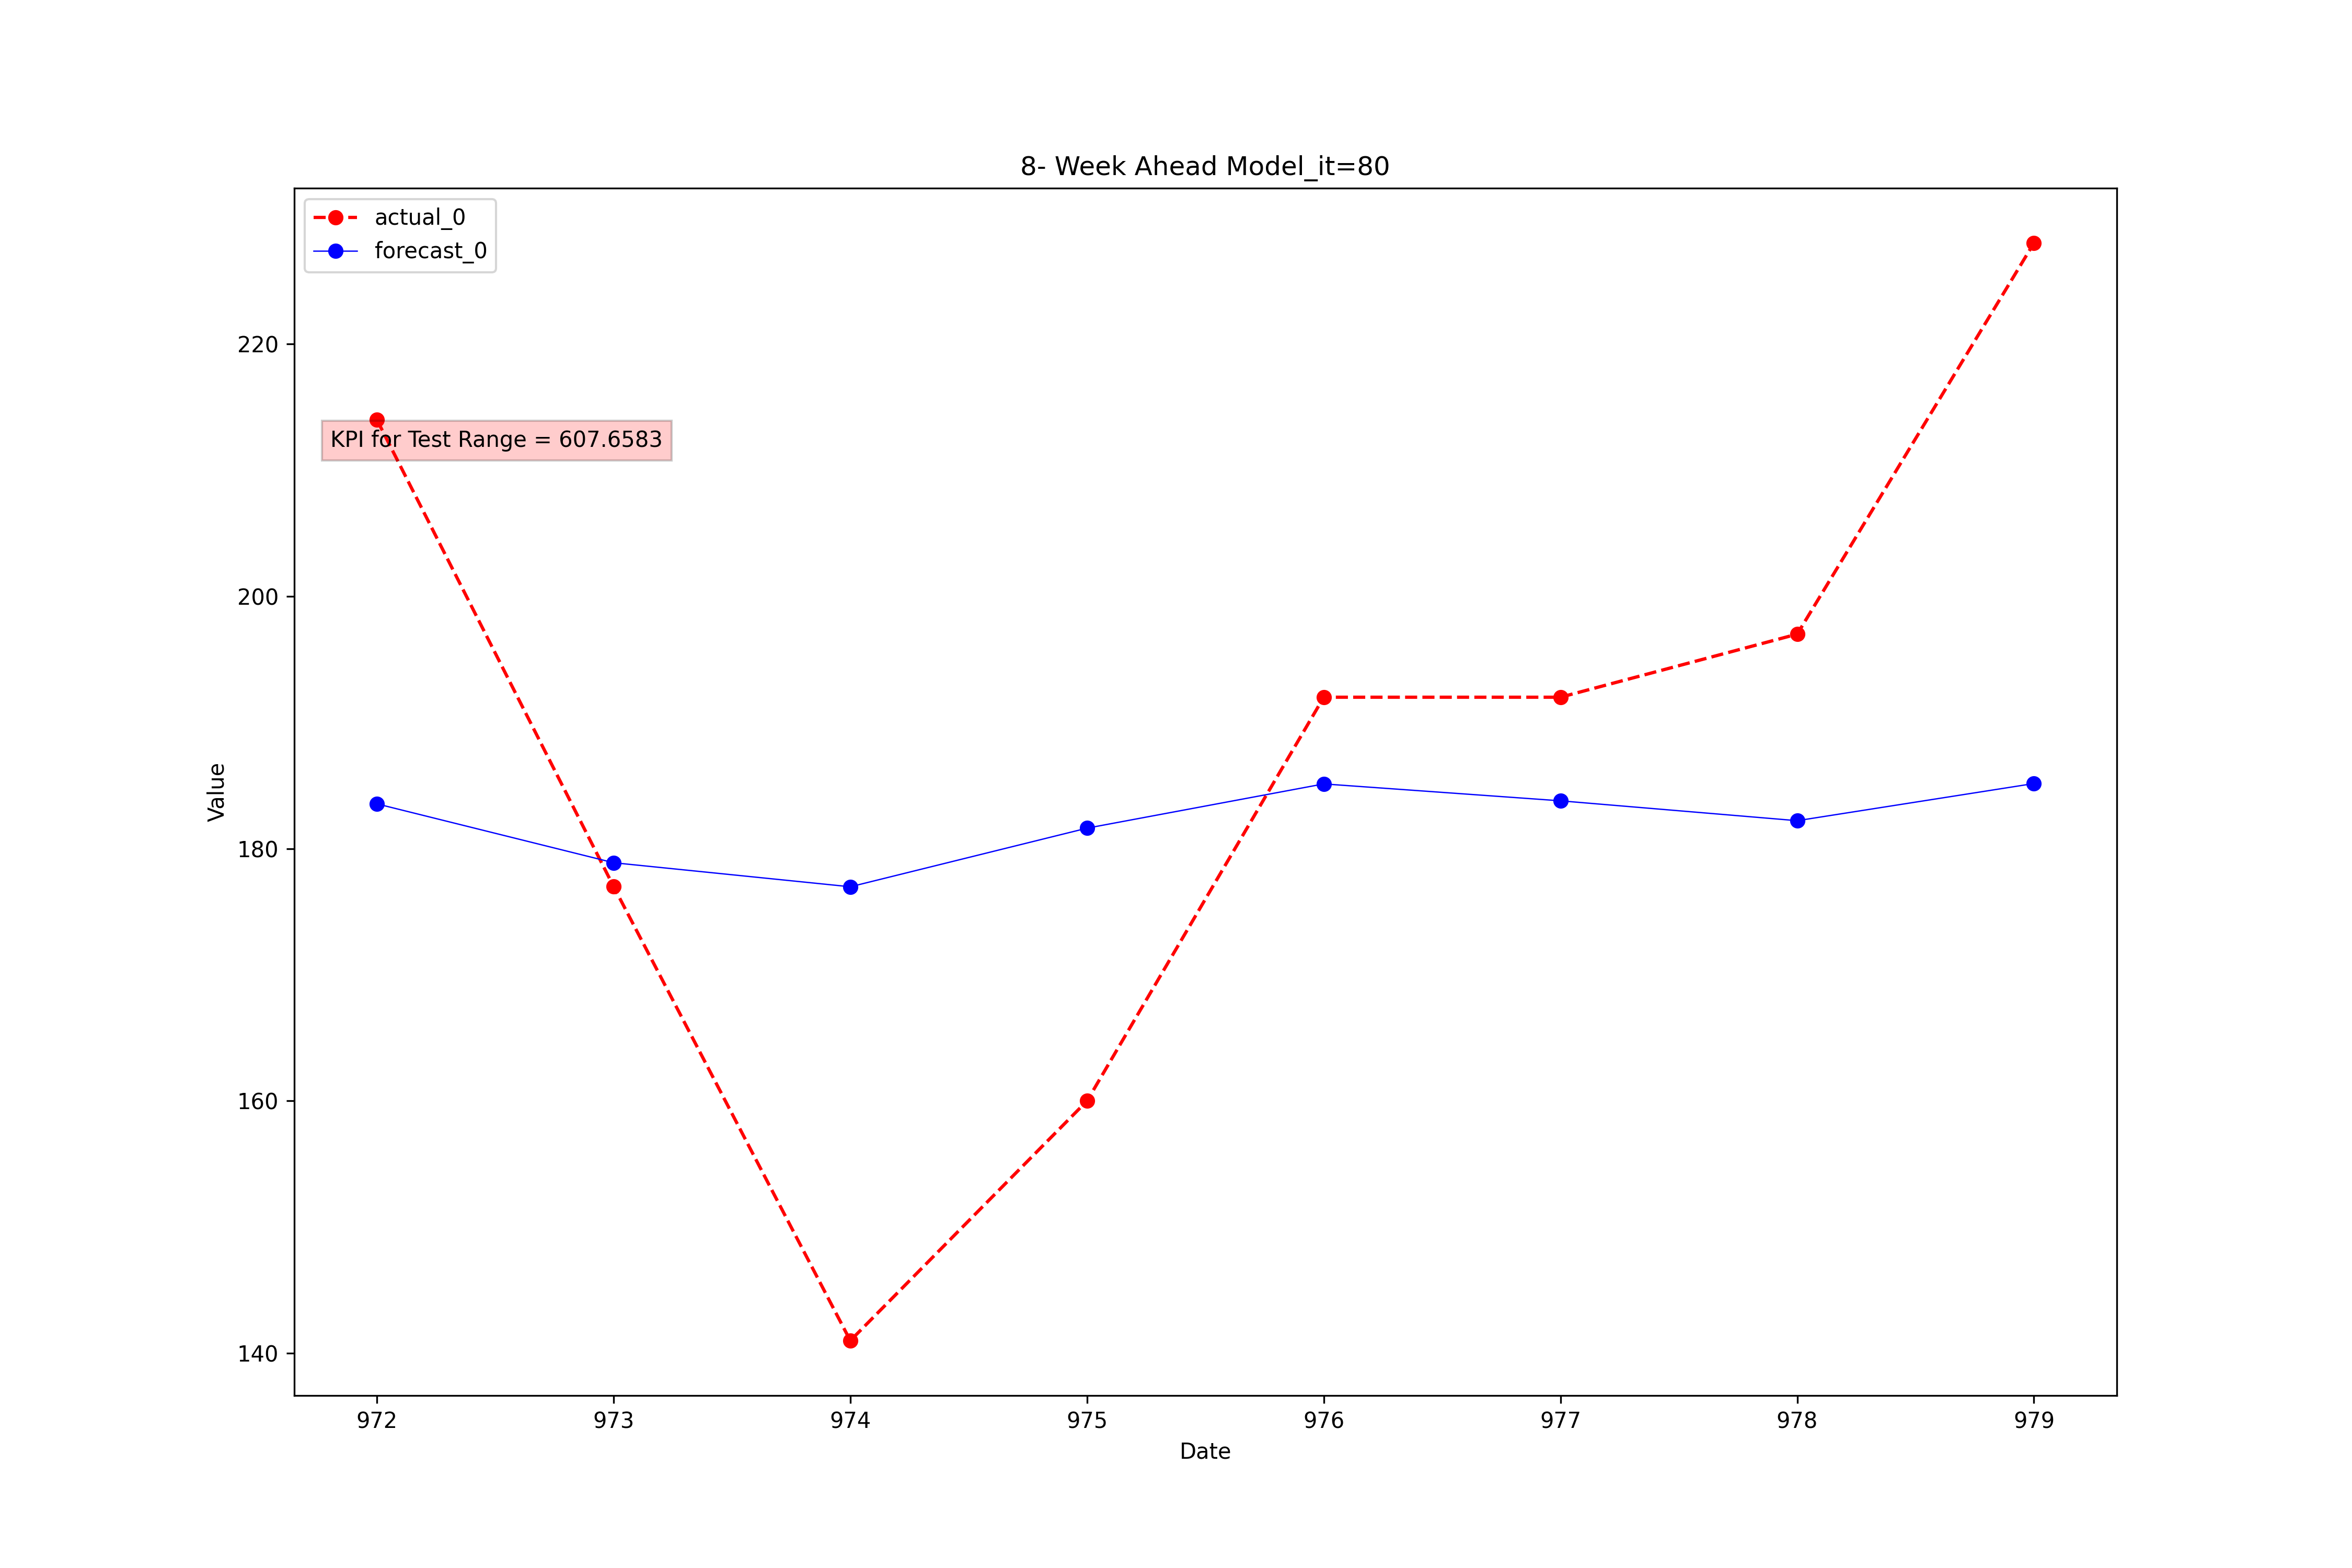 8- Week Ahead Model_it=80
actual_0
forecast_0
KPI for Test Range = 607.6583
220
200
180
160
140
Value
972 973 974 975 976 977 978 979
Date